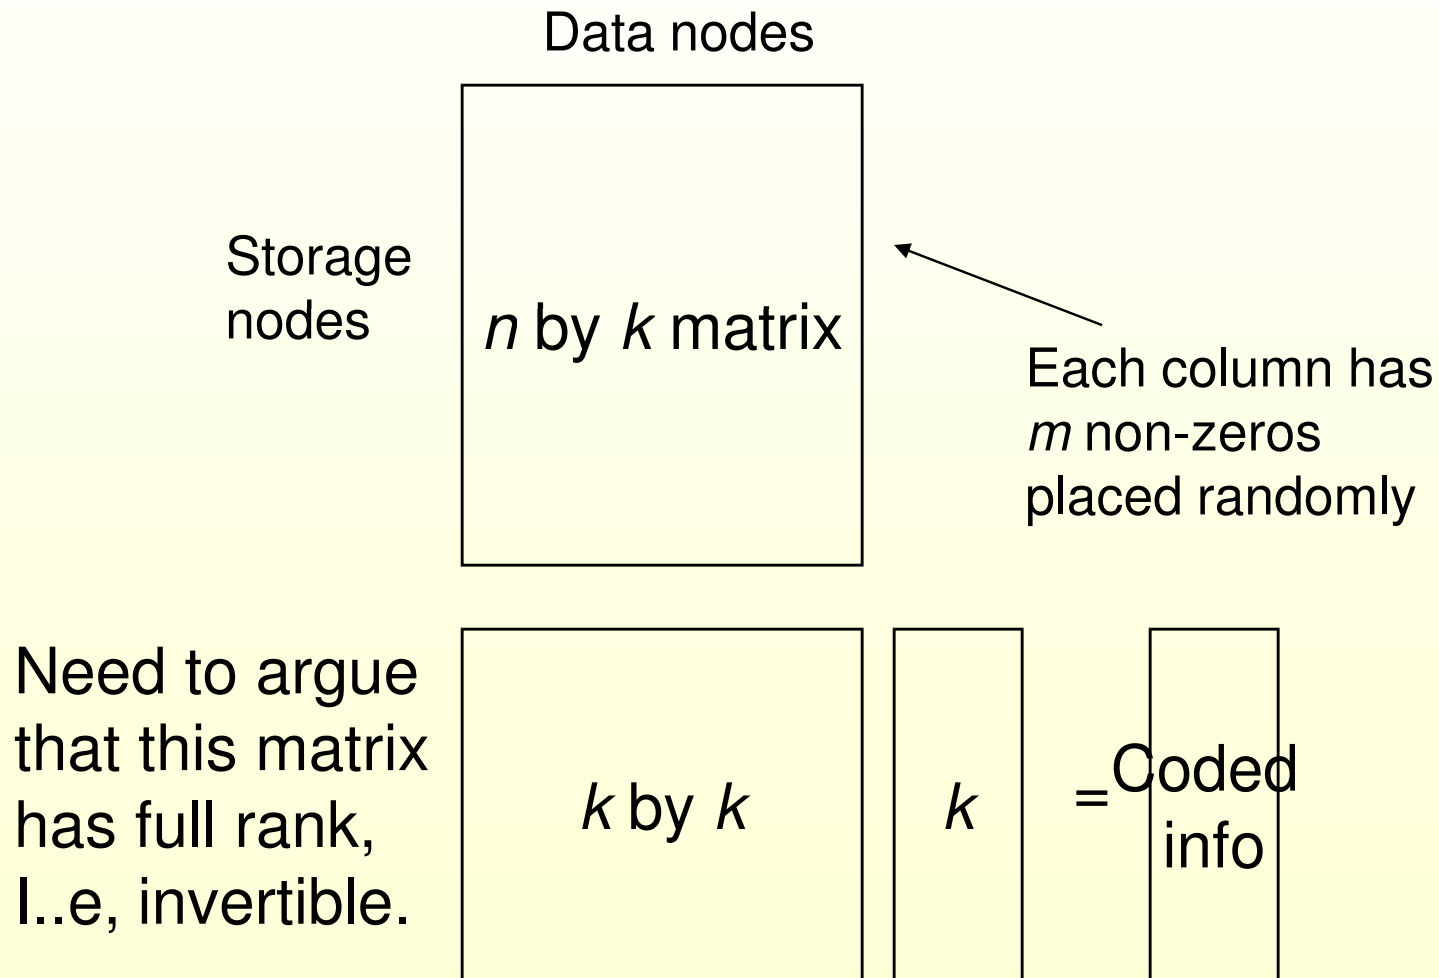 Data nodes
Storage
nodes
n by k matrix
Each column has
m non-zeros
placed randomly
Need to argue
that this matrix
has full rank,
I..e, invertible.
k by k
k
=
Coded
info